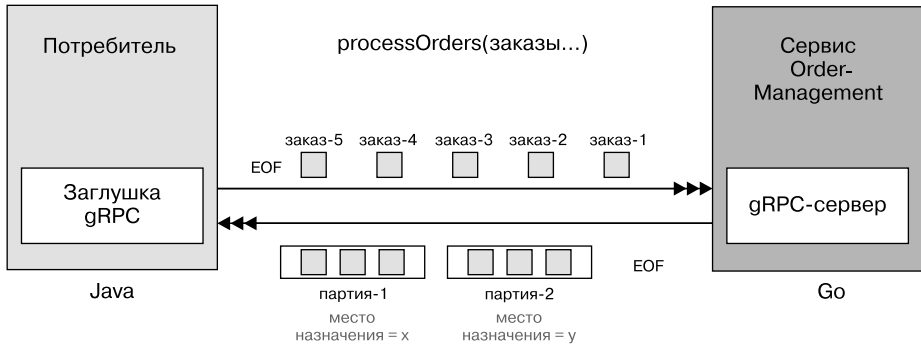 Потребитель
processOrders(заказы...)
Сервис
Order-
Management
заказ-5 заказ-4 заказ-3 заказ-2 заказ-1
EOF
Заглушка
gRPC
gRPC-сервер
EOF
Java
партия-1 партия-2
Go
место
назначения = x
место
назначения = y